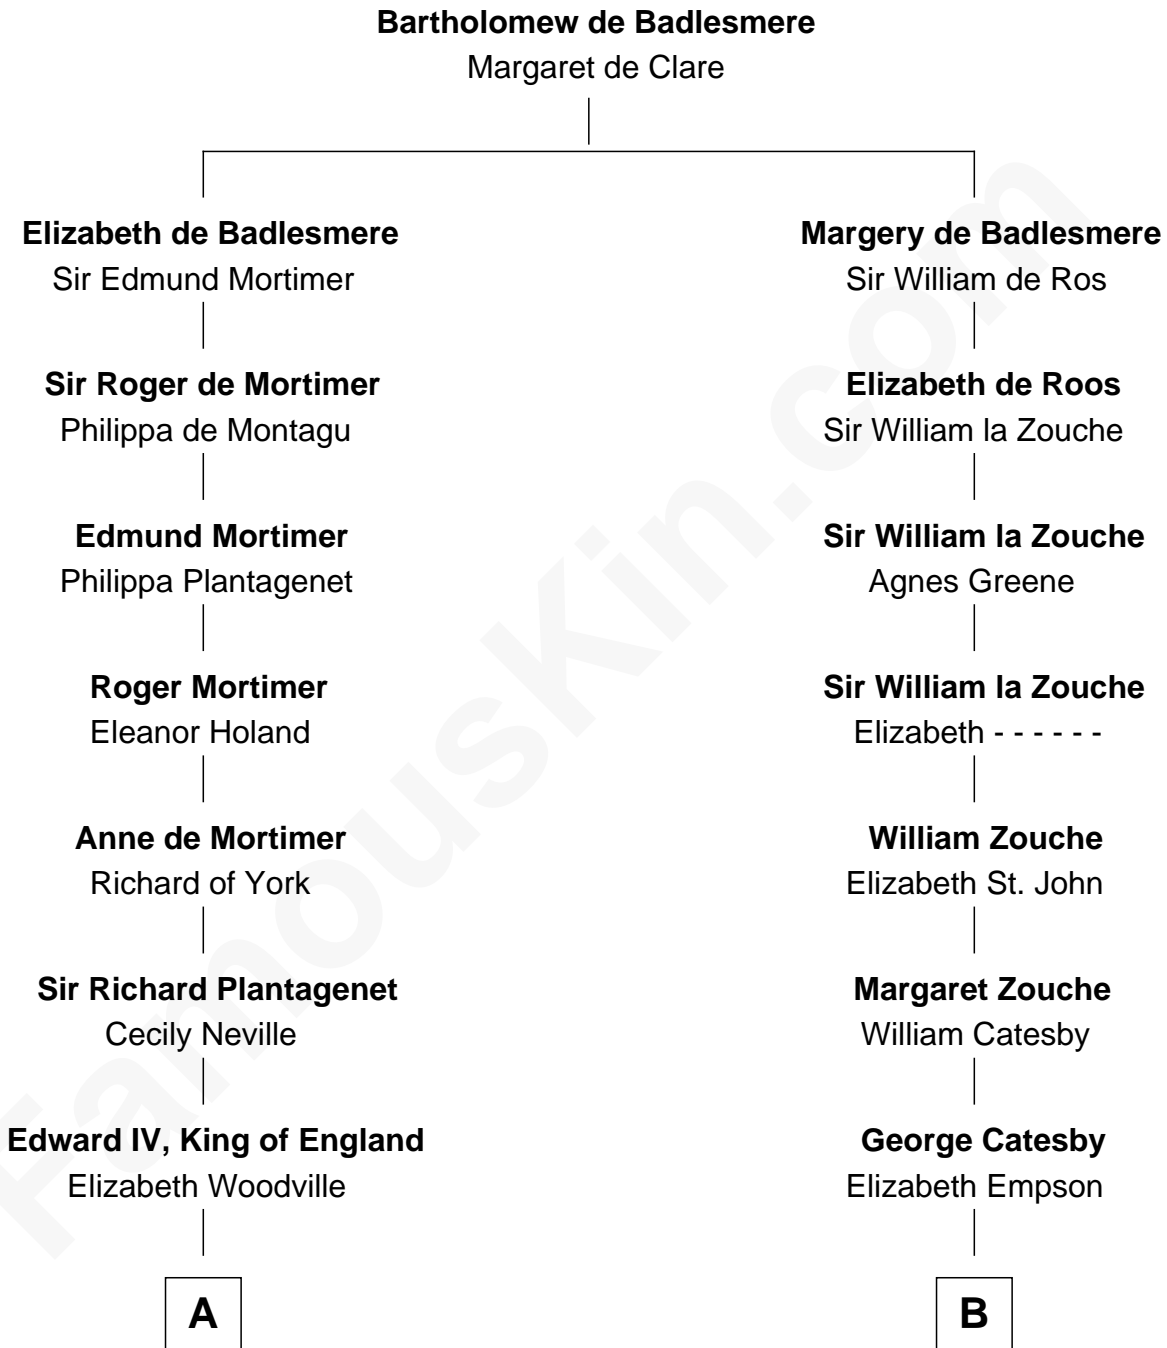 Bartholomew de Badlesmere
Margaret de Clare
Elizabeth de Badlesmere
Sir Edmund Mortimer
Margery de Badlesmere
Sir William de Ros
Sir Roger de Mortimer
Philippa de Montagu
Elizabeth de Roos
Sir William la Zouche
Edmund Mortimer
Philippa Plantagenet
Sir William la Zouche
Agnes Greene
Roger Mortimer
Eleanor Holand
Sir William la Zouche
Elizabeth - - - - - -
Anne de Mortimer
Richard of York
William Zouche
Elizabeth St. John
Sir Richard Plantagenet
Cecily Neville
Margaret Zouche
William Catesby
Edward IV, King of England
Elizabeth Woodville
George Catesby
Elizabeth Empson
A
B
FamousKin.com